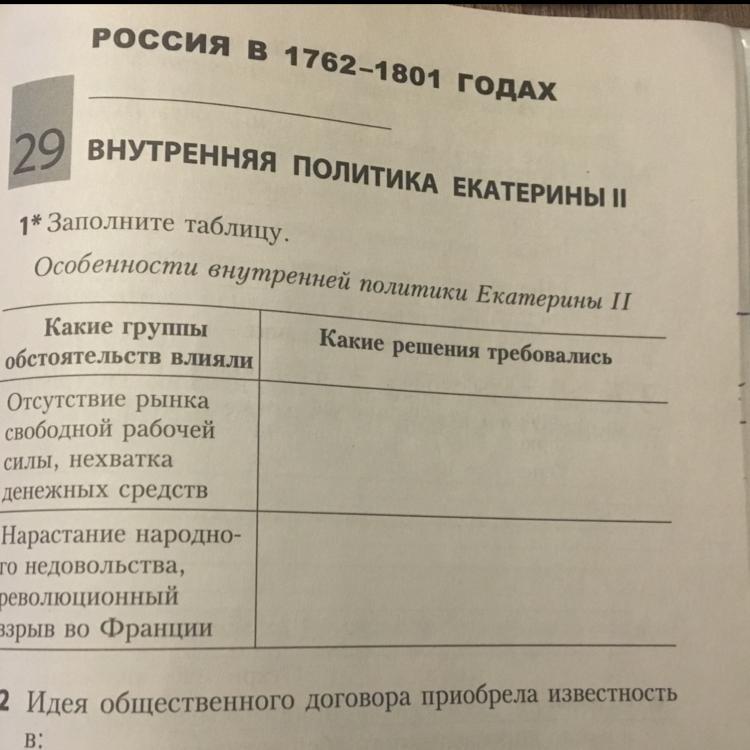 РОССИЯ В 1762–1801 ГОДАХ
29
ВНУТРЕННЯЯ ПОЛИТИКА ЕКАТЕРИНЫ II
1* Заполните таблицу.
Особенности внутренней политики Екатерины II
Какие группы
обстоятельств влияли
Какие решения требовались
Отсутствие рынка
свободной рабочей
силы, нехватка
денежных средств
Нарастание народно-
го недовольства,
революционный
взрыв во Франции
2 Идея общественного договора приобрела известность
в: